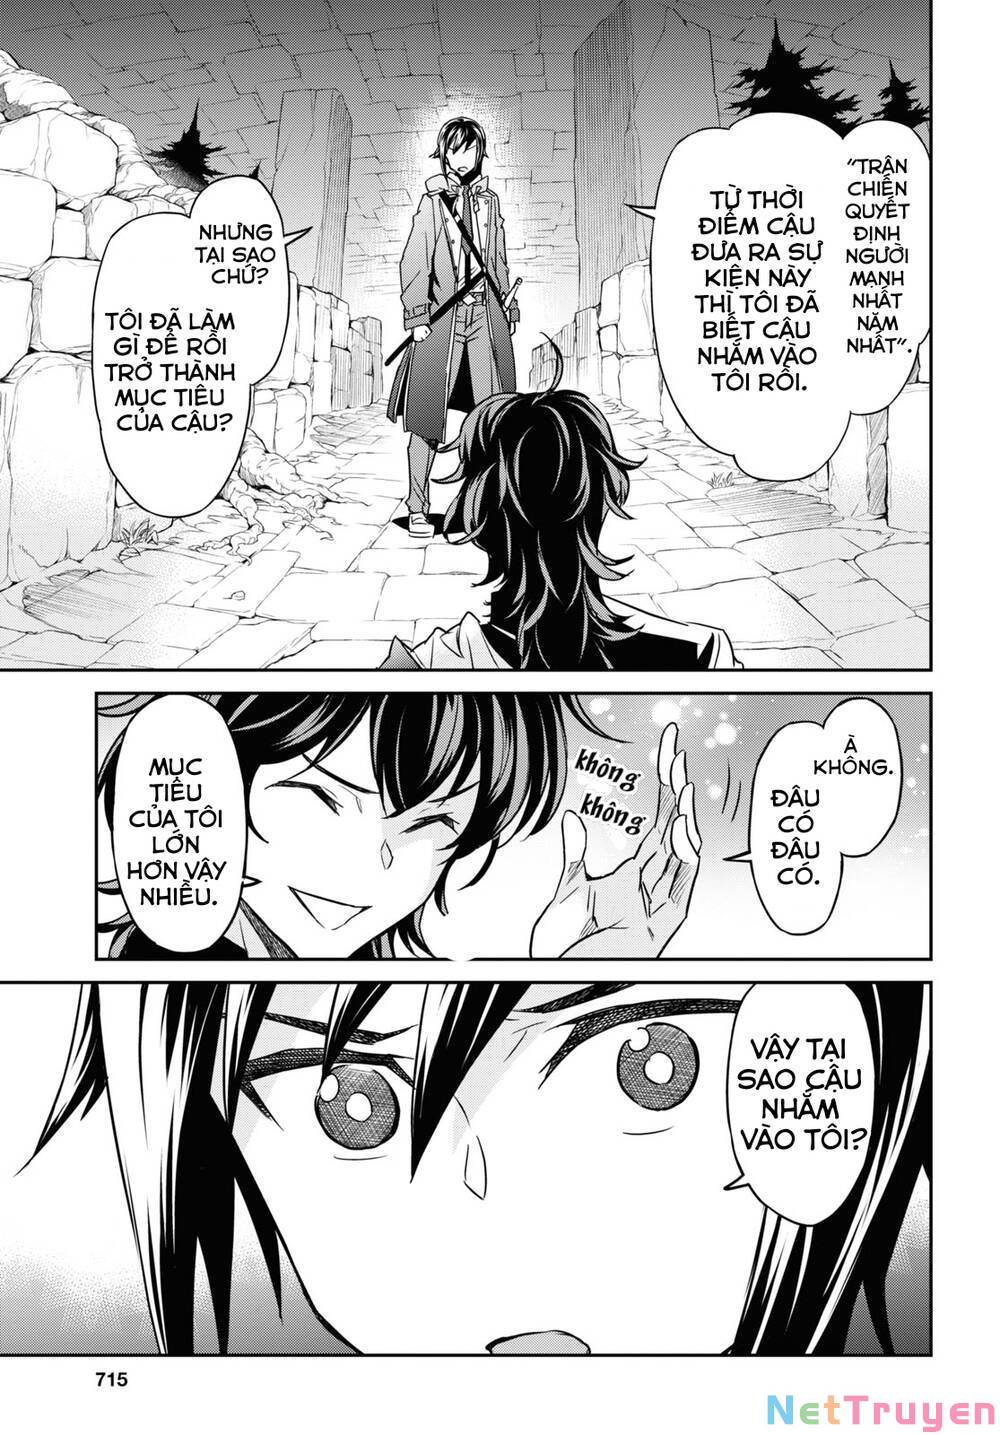 "TRẬN
CHIẾN
QUYẾT
ĐỊNH
NGƯỜI
MẠNH
NHẤT
NĂM
NHẤT".
TỪ THỜI
ĐIỂM CẬU
ĐƯA RA SỰ
KIỆN NÀY
THÌ TÔI ĐÃ
BIẾT CẬU
NHẮM VÀO
TÔI RỒI.
NHƯNG
TẠI SAO
CHỨ?
TÔI ĐÃ LÀM
GÌ ĐỂ RỒI
TRỞ THÀNH
MỤC TIÊU
CỦA CẬU?
À
KHÔNG.
ĐÂU
CÓ
ĐÂU
CÓ.
không
không
MỤC
TIÊU
CỦA TÔI
LỚN
HƠN VẬY
NHIỀU.
VẬY TẠI
SAO CẬU
NHẮM
VÀO TÔI?
715
NetTruyen